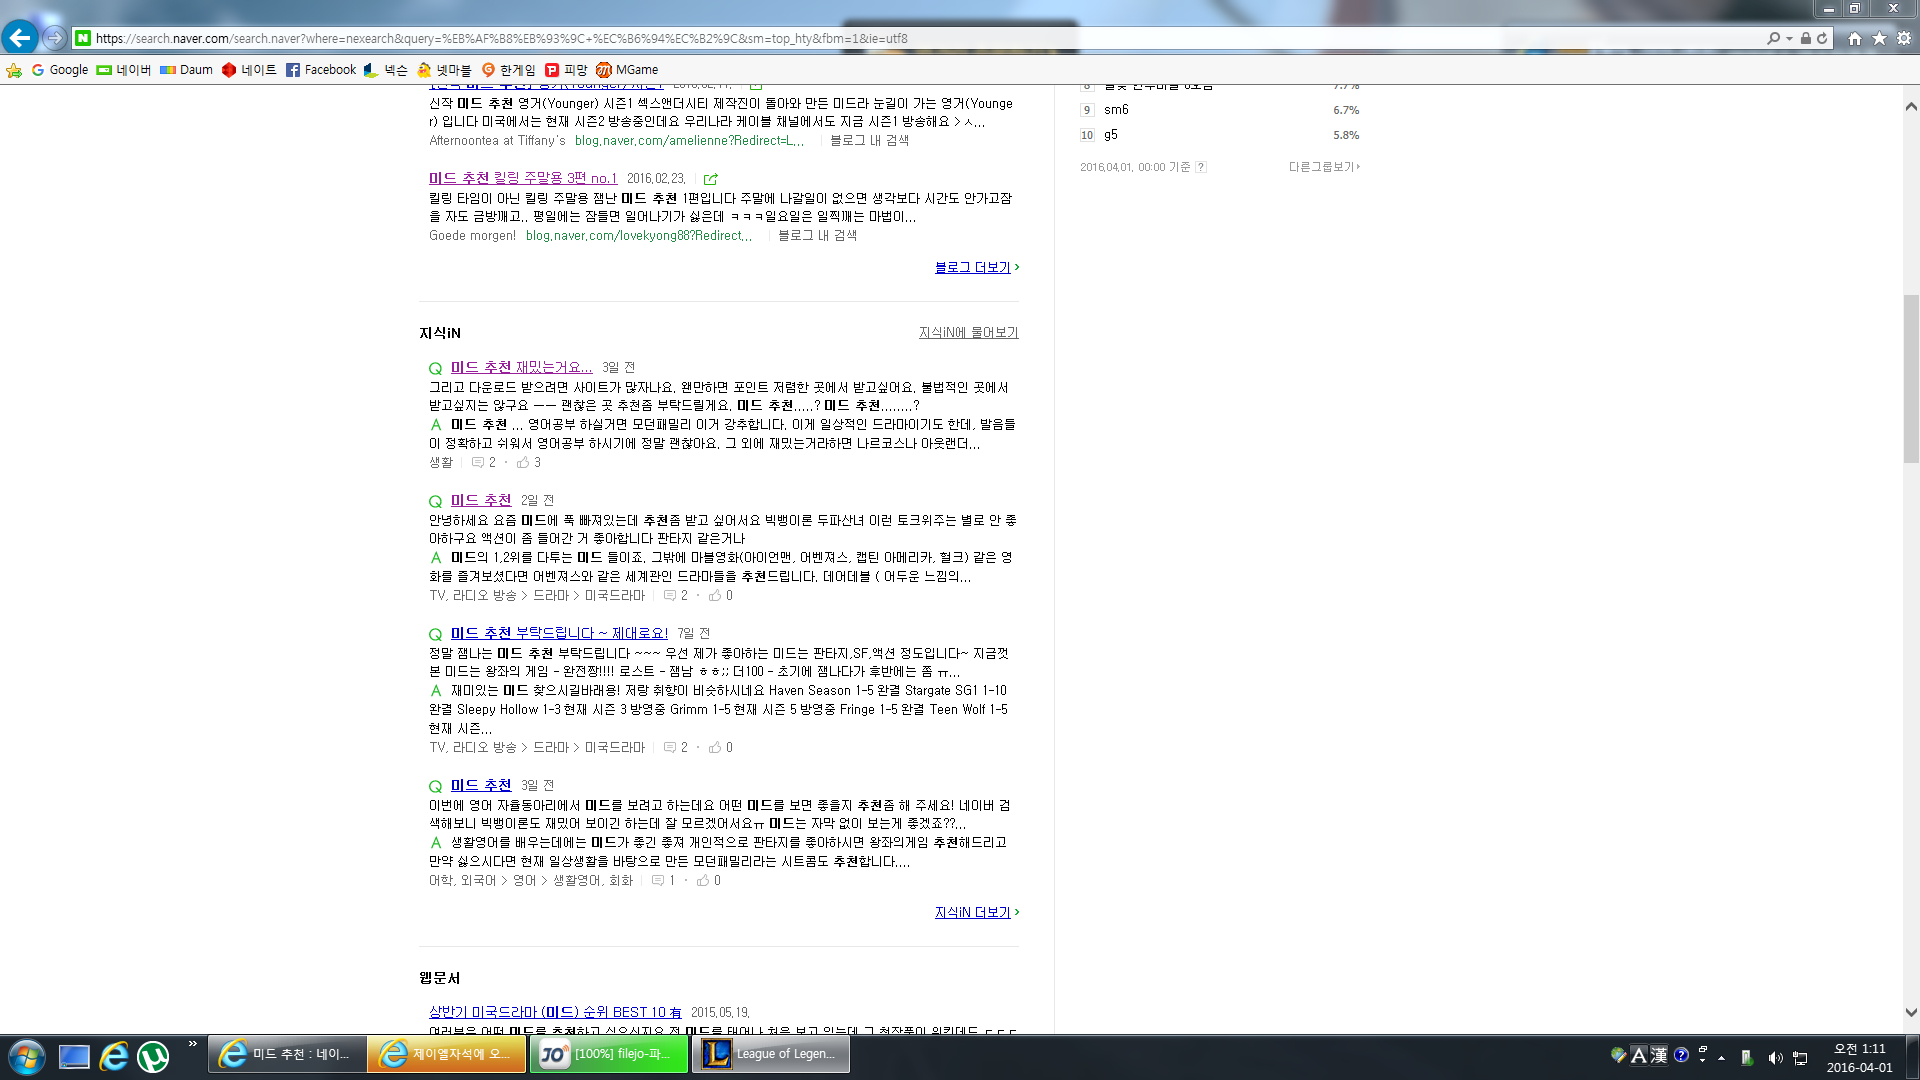 https://search.naver.com/search.naver?where=nexearch&query=%EB%AF%B8%EB%93%9C+%EC%B6%94%EC%B2%9C&sm=top_hty&fbm=1&ie=utf8
Google 네이버 Daum 네이트 Facebook 넥슨 넷마블 한게임 피망 MGame
신작 미드 추천 영거(Younger) 시즌1 섹스앤더시티 제작진이 돌아와 만든 미드라 눈길이 가는 영거(Younge
r) 입니다 미국에서는 현재 시즌2 방송중인데요 우리나라 케이블 채널에서도 지금 시즌1 방송해요 > ㅅ...
Afternoontea at Tiffany's blog.naver.com/amelienne?Redirect=L... 블로그 내 검색
미드 추천 킬링 주말용 3편 no.1 2016.02.23.
킬링 타임이 아닌 킬링 주말용 잼난 미드 추천 1편입니다 주말에 나갈일이 없으면 생각보다 시간도 안가고잠
을 자도 금방깨고.. 평일에는 잠들면 일어나기가 싫은데 ㅋㅋㅋ일요일은 일찍깨는 마법이...
Goede morgen! blog.naver.com/lovekyong88?Redirect... 블로그 내 검색
블로그 더보기
지식iN 지식iN에 물어보기
Q 미드 추천 재밌는거요... 3일 전
그리고 다운로드 받으려면 사이트가 많자나요. 왠만하면 포인트 저렴한 곳에서 받고싶어요. 불법적인 곳에서
받고싶지는 않구요 ㅡㅡ 괜찮은 곳 추천좀 부탁드릴게요. 미드 추천.....? 미드 추천........?
A 미드 추천 ... 영어공부 하실거면 모던패밀리 이거 강추합니다. 이게 일상적인 드라마이기도 한데, 발음들
이 정확하고 쉬워서 영어공부 하시기에 정말 괜찮아요. 그 외에 재밌는거라하면 나르코스나 아웃랜더...
생활 2 · 3
Q 미드 추천 2일 전
안녕하세요 요즘 미드에 푹 빠져있는데 추천좀 받고 싶어서요 빅뱅이론 두파산녀 이런 토크위주는 별로 안 좋
아하구요 액션이 좀 들어간 거 좋아합니다 판타지 같은거나
A 미드의 1,2위를 다투는 미드 들이죠. 그밖에 마블영화(아이언맨, 어벤져스, 캡틴 아메리카, 헐크) 같은 영
화를 즐겨보셨다면 어벤져스와 같은 세계관인 드라마들을 추천드립니다. 데어데블 ( 어두운 느낌의...
TV, 라디오 방송 > 드라마 > 미국드라마 2 · 0
Q 미드 추천 부탁드립니다 ~ 제대로요! 7일 전
정말 잼나는 미드 추천 부탁드립니다 ~~~ 우선 제가 좋아하는 미드는 판타지,SF,액션 정도입니다~ 지금껏
본 미드는 왕좌의 게임 - 완전짱!!!! 로스트 - 잼남 ㅎㅎ;; 더100 - 초기에 잼나다가 후반에는 쫌 ㅠ...
A 재미있는 미드 찾으시길바래용! 저랑 취향이 비슷하시네요 Haven Season 1-5 완결 Stargate SG1 1-10
완결 Sleepy Hollow 1-3 현재 시즌 3 방영중 Grimm 1-5 현재 시즌 5 방영중 Fringe 1-5 완결 Teen Wolf 1-5
현재 시즌...
TV, 라디오 방송 > 드라마 > 미국드라마 2 · 0
Q 미드 추천 3일 전
이번에 영어 자율동아리에서 미드를 보려고 하는데요 어떤 미드를 보면 좋을지 추천좀 해 주세요! 네이버 검
색해보니 빅뱅이론도 재밌어 보이긴 하는데 잘 모르겠어서요ㅠ 미드는 자막 없이 보는게 좋겠죠??...
A 생활영어를 배우는데에는 미드가 좋긴 좋져 개인적으로 판타지를 좋아하시면 왕좌의게임 추천해드리고
만약 싫으시다면 현재 일상생활을 바탕으로 만든 모던패밀리라는 시트콤도 추천합니다....
어학, 외국어 > 영어 > 생활영어, 회화 1 · 0
지식iN 더보기
웹문서
상반기 미국드라마 (미드) 순위 BEST 10 有 2015.05.19.
7.7%
9 sm6 6.7%
10 g5 5.8%
2016.04.01. 00:00 기준 ? 다른그룹보기
미드 추천 : 네이... 제이엘자석에 오... [100%] filejo-파... League of Legen...
A 漢 오전 1:11
2016-04-01